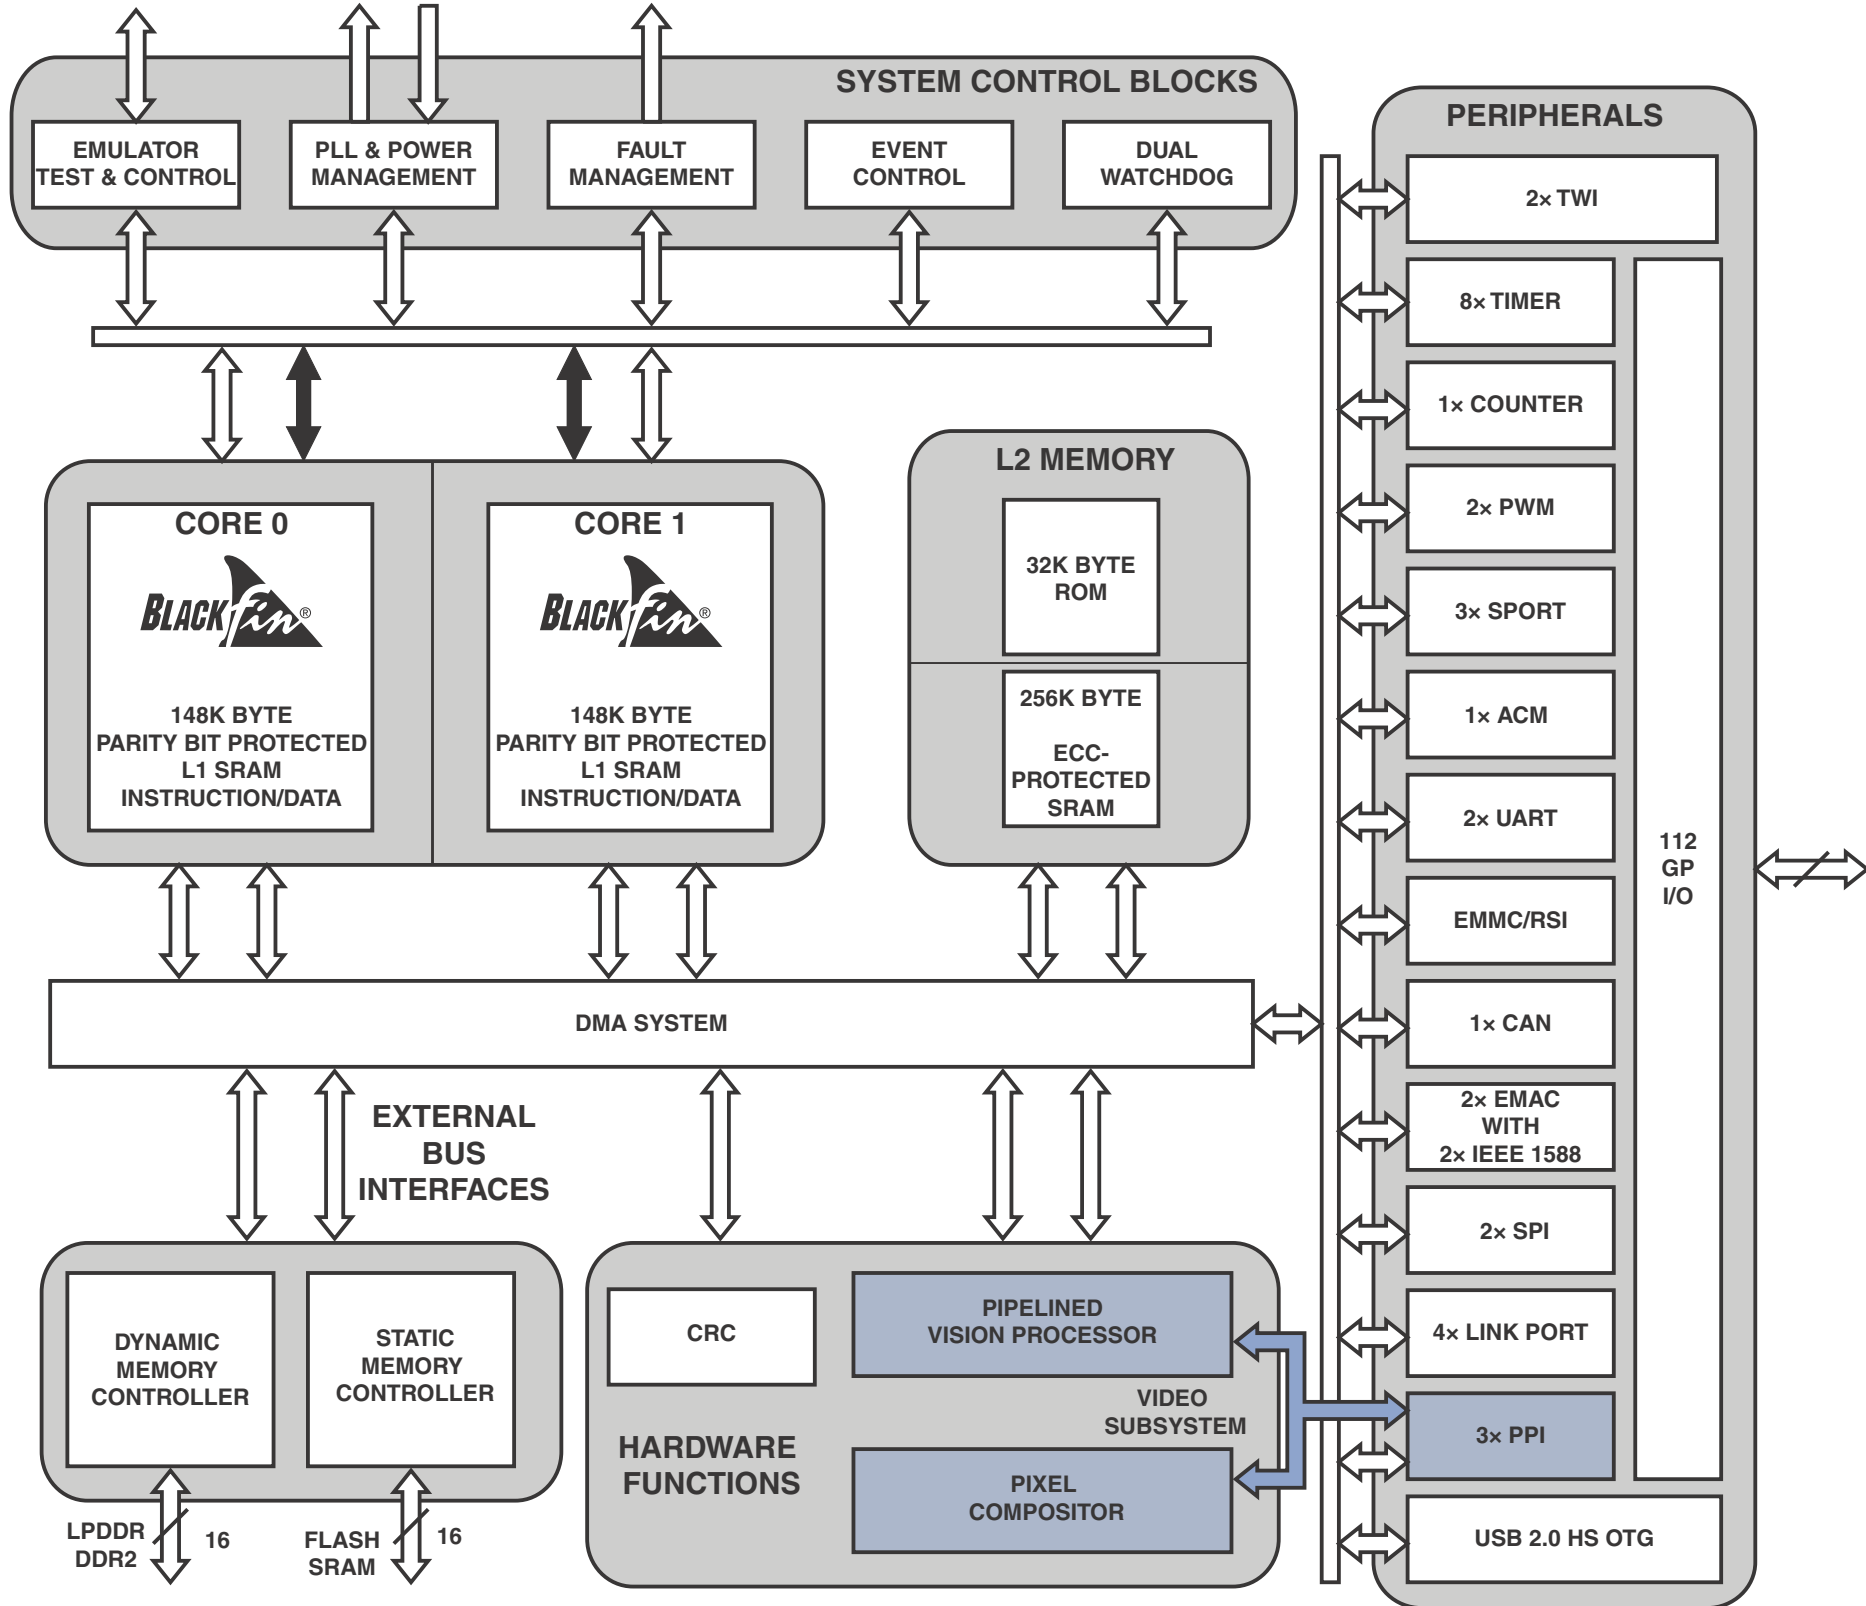 SYSTEM CONTROL BLOCKS
EMULATOR
TEST & CONTROL
PLL & POWER
MANAGEMENT
FAULT
MANAGEMENT
EVENT
CONTROL
DUAL
WATCHDOG
CORE 0
BLACKfin®
148K BYTE
PARITY BIT PROTECTED
L1 SRAM
INSTRUCTION/DATA
CORE 1
BLACKfin®
148K BYTE
PARITY BIT PROTECTED
L1 SRAM
INSTRUCTION/DATA
L2 MEMORY
32K BYTE
ROM
256K BYTE
ECC-
PROTECTED
SRAM
DMA SYSTEM
EXTERNAL
BUS
INTERFACES
DYNAMIC
MEMORY
CONTROLLER
STATIC
MEMORY
CONTROLLER
LPDDR
DDR2
16
FLASH
SRAM
16
CRC
PIPELINED
VISION PROCESSOR
VIDEO
SUBSYSTEM
HARDWARE
FUNCTIONS
PIXEL
COMPOSITOR
PERIPHERALS
2× TWI
8× TIMER
1× COUNTER
2× PWM
3× SPORT
1× ACM
2× UART
EMMC/RSI
1× CAN
2× EMAC
WITH
2× IEEE 1588
2× SPI
4× LINK PORT
3× PPI
USB 2.0 HS OTG
112
GP
I/O